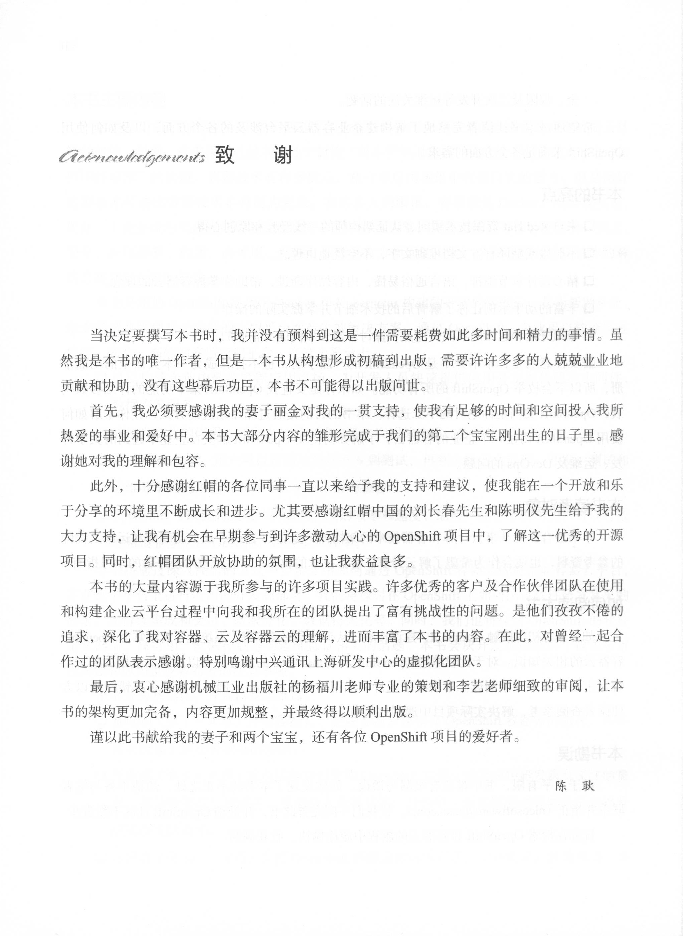 Acknowledgements 致 谢
当决定要撰写本书时，我并没有预料到这是一件需要耗费如此多时间和精力的事情。虽
然我是本书的唯一作者，但是一本书从构想形成初稿到出版，需要许许多多的人兢兢业业地
贡献和协助，没有这些幕后功臣，本书不可能得以出版问世。
首先，我必须要感谢我的妻子丽金对我的一贯支持，使我有足够的时间和空间投入我所
热爱的事业和爱好中。本书大部分内容的雏形完成于我们的第二个宝宝刚出生的日子里。感
谢她对我的理解和包容。
此外，十分感谢红帽的各位同事一直以来给予我的支持和建议，使我能在一个开放和乐
于分享的环境里不断成长和进步。尤其要感谢红帽中国的刘长春先生和陈明仪先生给予我的
大力支持，让我有机会在早期参与到许多激动人心的 OpenShift 项目中，了解这一优秀的开源
项目。同时，红帽团队开放协助的氛围，也让我获益良多。
本书的大量内容源于我所参与的许多项目实践。许多优秀的客户及合作伙伴团队在使用
和构建企业云平台过程中向我和我所在的团队提出了富有挑战性的问题。是他们孜孜不倦的
追求，深化了我对容器、云及容器云的理解，进而丰富了本书的内容。在此，对曾经一起合
作过的团队表示感谢。特别鸣谢中兴通讯上海研发中心的虚拟化团队。
最后，衷心感谢机械工业出版社的杨福川老师专业的策划和李艺老师细致的审阅，让本
书的架构更加完备，内容更加规整，并最终得以顺利出版。
谨以此书献给我的妻子和两个宝宝，还有各位 OpenShift 项目的爱好者。
陈 耿